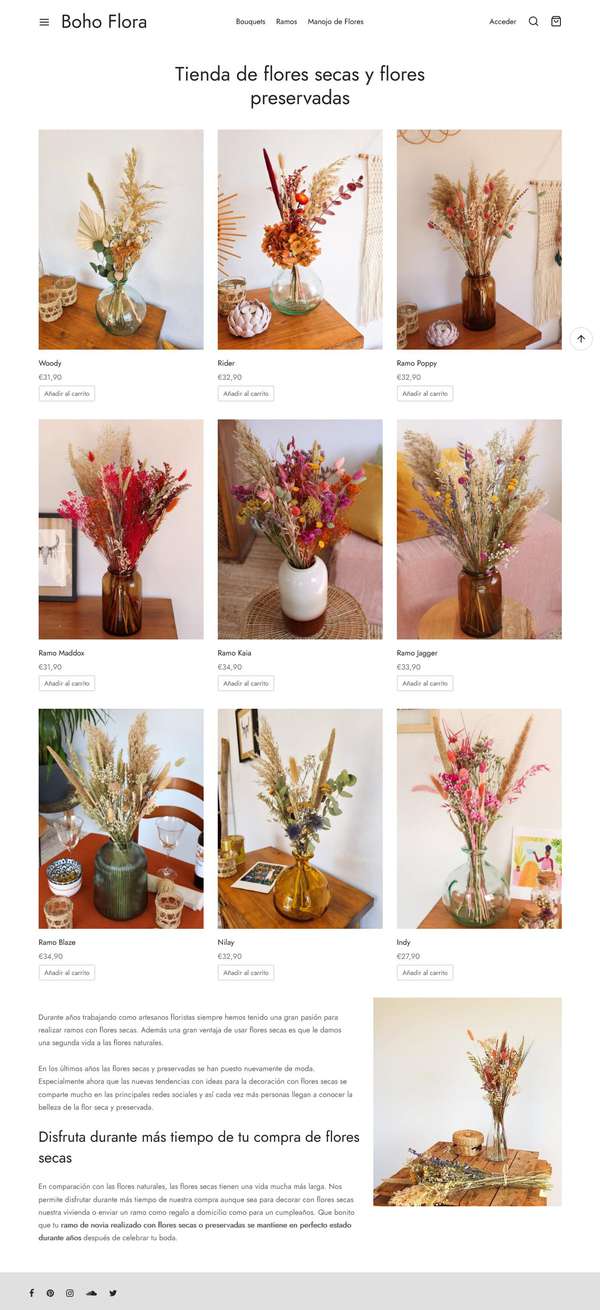 Boho Flora
Bouquets Ramos Manojo de Flores
Acceder
Tienda de flores secas y flores
preservadas
Woody Rider Ramo Poppy
€31,90 €32,90 €32,90
Añadir al carrito Añadir al carrito Añadir al carrito
Ramo Maddox Ramo Kaia Ramo Jagger
€31,90 €34,90 €33,90
Añadir al carrito Añadir al carrito Añadir al carrito
Ramo Blaze Nilay Indy
€34,90 €32,90 €27,90
Añadir al carrito Añadir al carrito Añadir al carrito
Durante años trabajando como artesanos floristas siempre hemos tenido una gran pasión para
realizar ramos con flores secas. Además una gran ventaja de usar flores secas es que le damos
una segunda vida a las flores naturales.
En los últimos años las flores secas y preservadas se han puesto nuevamente de moda.
Especialmente ahora que las nuevas tendencias con ideas para la decoración con flores secas se
comparte mucho en las principales redes sociales y así cada vez más personas llegan a conocer la
belleza de la flor seca y preservada.
Disfruta durante más tiempo de tu compra de flores
secas
En comparación con las flores naturales, las flores secas tienen una vida mucha más larga. Nos
permite disfrutar durante más tiempo de nuestra compra aunque sea para decorar con flores secas
nuestra vivienda o enviar un ramo como regalo a domicilio como para un cumpleaños. Que bonito
que tu ramo de novia realizado con flores secas o preservadas se mantiene en perfecto estado
durante años después de celebrar tu boda.